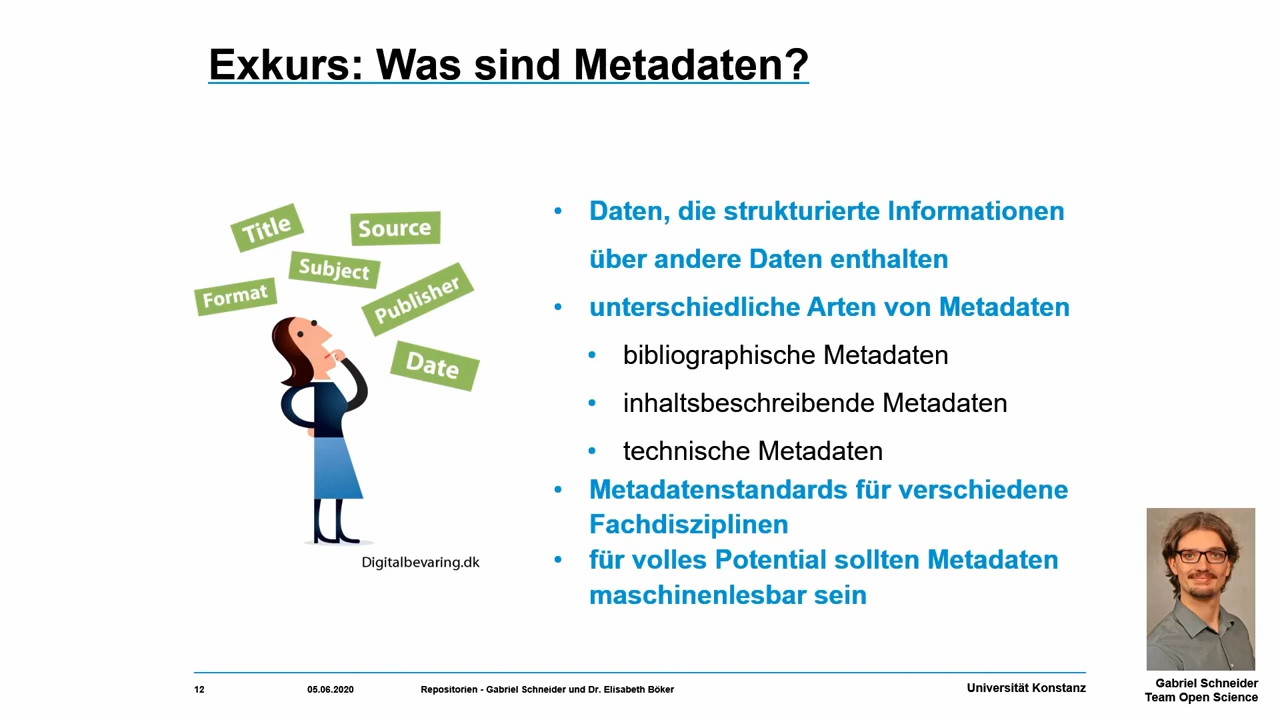 Exkurs: Was sind Metadaten?
Title
Source
Subject
Format
Publisher
Date
Digitalbevaring.dk
• Daten, die strukturierte Informationen
über andere Daten enthalten
• unterschiedliche Arten von Metadaten
• bibliographische Metadaten
• inhaltsbeschreibende Metadaten
• technische Metadaten
• Metadatenstandards für verschiedene
Fachdisziplinen
• für volles Potential sollten Metadaten
maschinenlesbar sein
12
05.06.2020
Repositorien - Gabriel Schneider und Dr. Elisabeth Böker
Universität Konstanz
Gabriel Schneider
Team Open Science